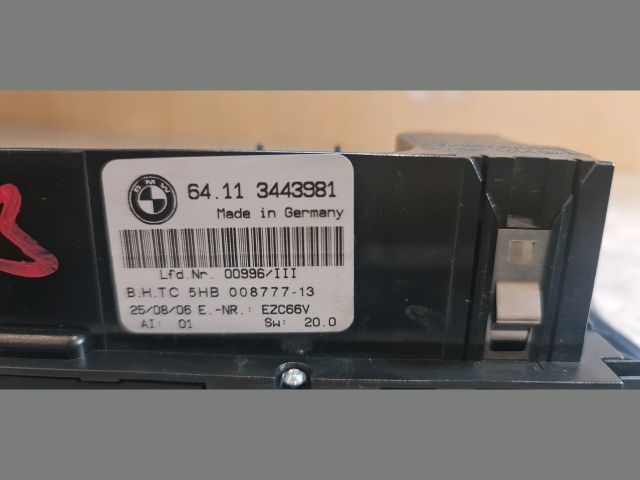 BMW
64.11 3443981
Made in Germany
Lfd.Nr. 00996/III
B.H.TC 5HB 008777-13
25/08/06 E.-NR.: EZC66V
AI: 01 Sw: 20.0